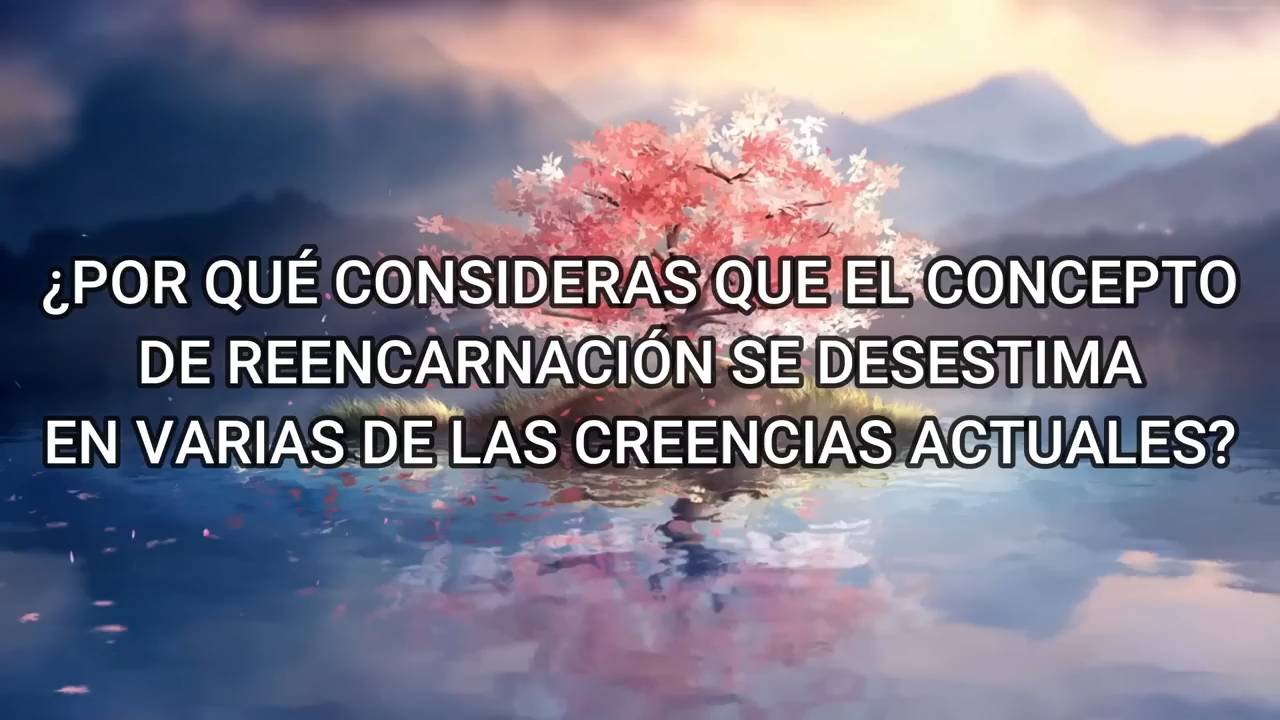 ¿POR QUÉ CONSIDERAS QUE EL CONCEPTO
DE REENCARNACIÓN SE DESESTIMA
EN VARIAS DE LAS CREENCIAS ACTUALES?